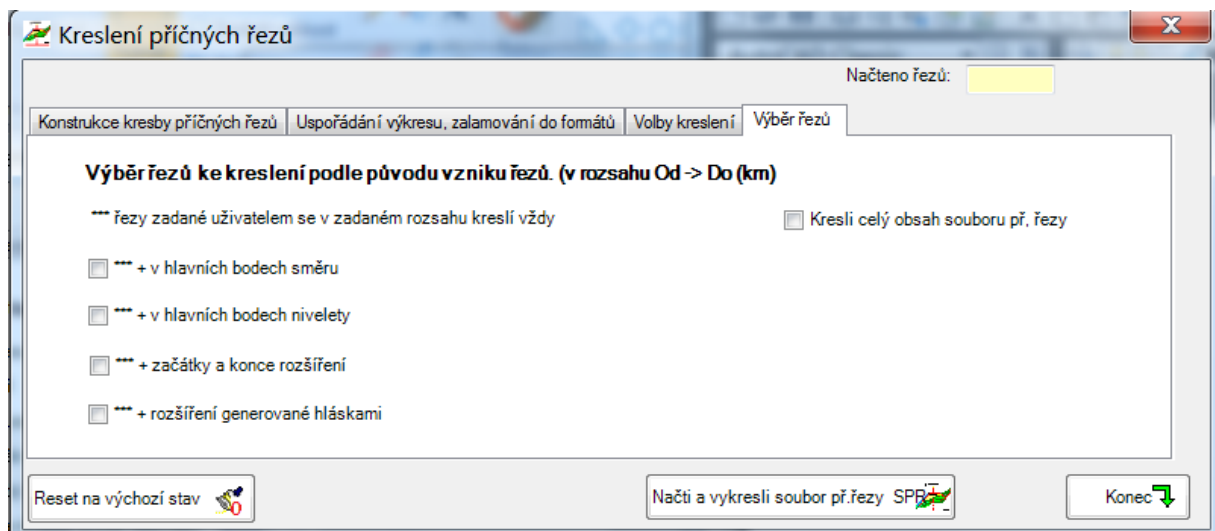 Kreslení příčných řezů
Načteno řezů:
Konstrukce kresby příčných řezů Uspořádání výkresu, zalamování do formátů Volby kreslení Výběr řezů
Výběr řezů ke kreslení podle původu vzniku řezů. (v rozsahu Od -> Do (km)
*** řezy zadané uživatelem se v zadaném rozsahu kreslí vždy
Kresli celý obsah souboru př, řezy
*** + v hlavních bodech směru
*** + v hlavních bodech nivelety
*** + začátky a konce rozšíření
*** + rozšíření generované hláskami
Reset na výchozí stav
Načti a vykresli soubor př.řezy SPR
Konec